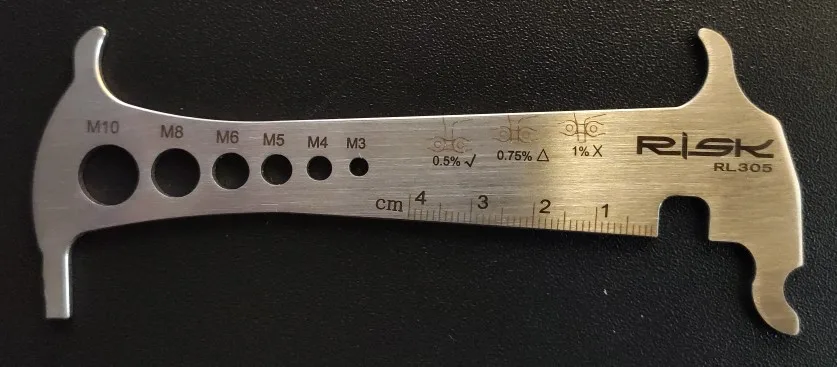 M10 M8 M6 M5 M4 M3
0.5% √ 0.75% △ 1% X
RISK
RL305
cm 4 3 2 1